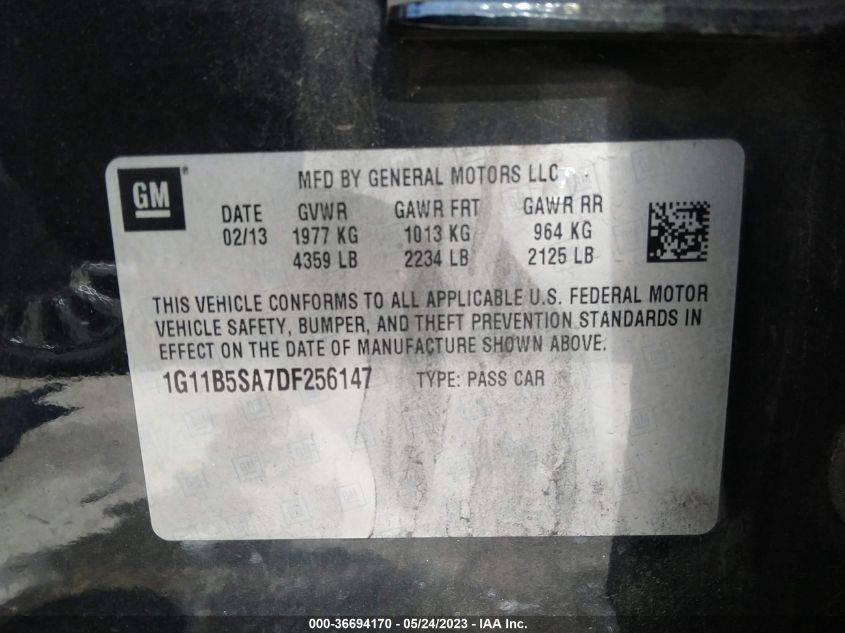 GM
MFD BY GENERAL MOTORS LLC
DATE GVWR GAWR FRT GAWR RR
02/13 1977 KG 1013 KG 964 KG
4359 LB 2234 LB 2125 LB
THIS VEHICLE CONFORMS TO ALL APPLICABLE U.S. FEDERAL MOTOR
VEHICLE SAFETY, BUMPER, AND THEFT PREVENTION STANDARDS IN
EFFECT ON THE DATE OF MANUFACTURE SHOWN ABOVE.
1G11B5SA7DF256147 TYPE: PASS CAR
000-36694170 - 05/24/2023 - IAA Inc.